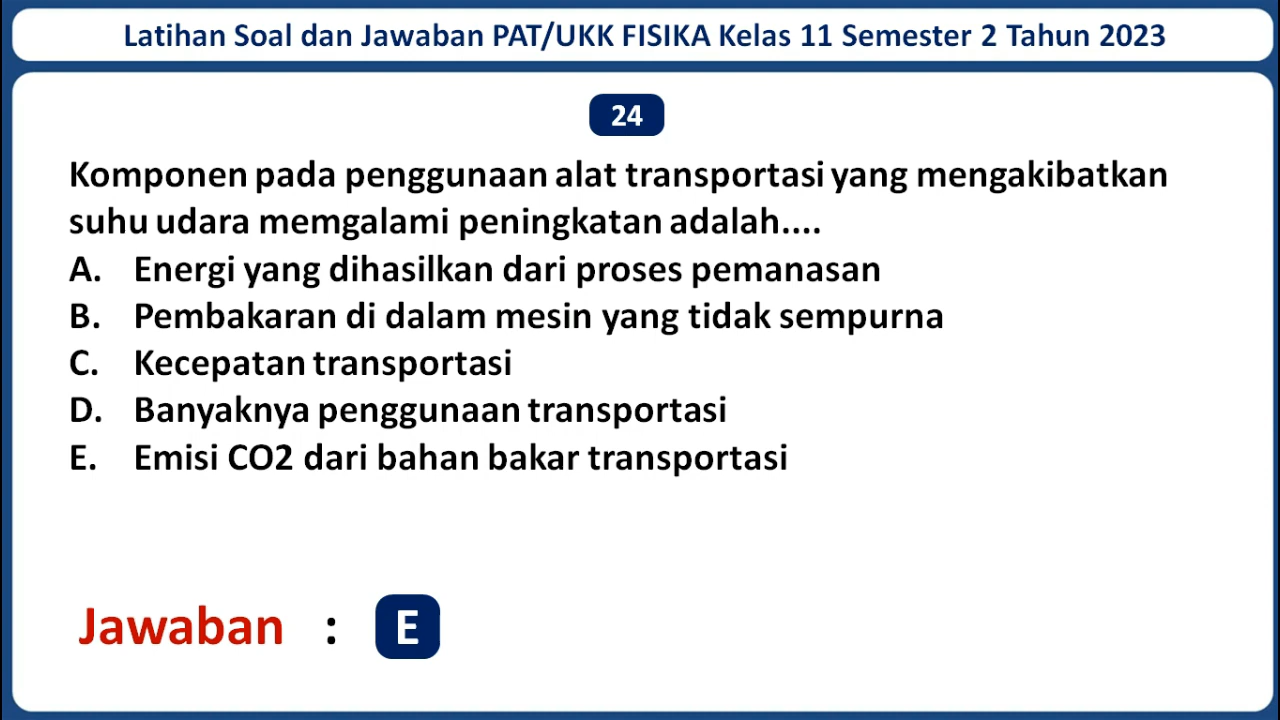 Latihan Soal dan Jawaban PAT/UKK FISIKA Kelas 11 Semester 2 Tahun 2023
24
Komponen pada penggunaan alat transportasi yang mengakibatkan
suhu udara memgalami peningkatan adalah....
A. Energi yang dihasilkan dari proses pemanasan
B. Pembakaran di dalam mesin yang tidak sempurna
C. Kecepatan transportasi
D. Banyaknya penggunaan transportasi
E. Emisi CO2 dari bahan bakar transportasi
Jawaban : E